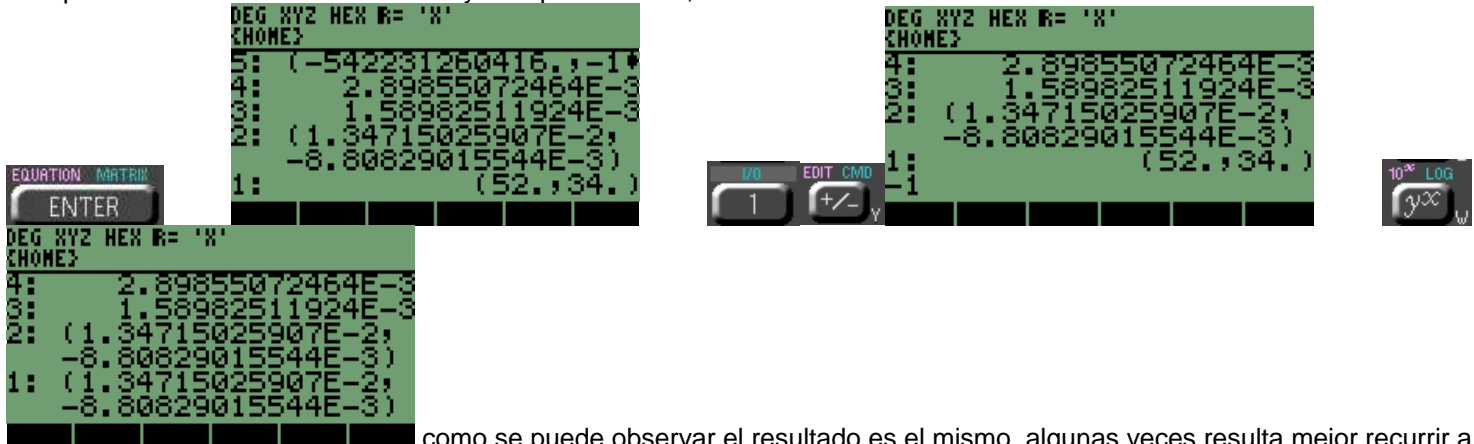 DEG XYZ HEX R= 'X'
{HOME}
5: (-542231260416.,-1
4: 2.89855072464E-3
3: 1.58982511924E-3
2: (1.34715025907E-2,
-8.80829015544E-3)
1: (52.,34.)
EQUATION MATRIX
ENTER
I/O
1
EDIT CMD
+/-
Y
DEG XYZ HEX R= 'X'
{HOME}
4: 2.89855072464E-3
3: 1.58982511924E-3
2: (1.34715025907E-2,
-8.80829015544E-3)
1: (52.,34.)
-1
10^x LOG
y^x
W
DEG XYZ HEX R= 'X'
{HOME}
4: 2.89855072464E-3
3: 1.58982511924E-3
2: (1.34715025907E-2,
-8.80829015544E-3)
1: (1.34715025907E-2,
-8.80829015544E-3)
como se puede observar el resultado es el mismo, algunas veces resulta mejor recurrir a